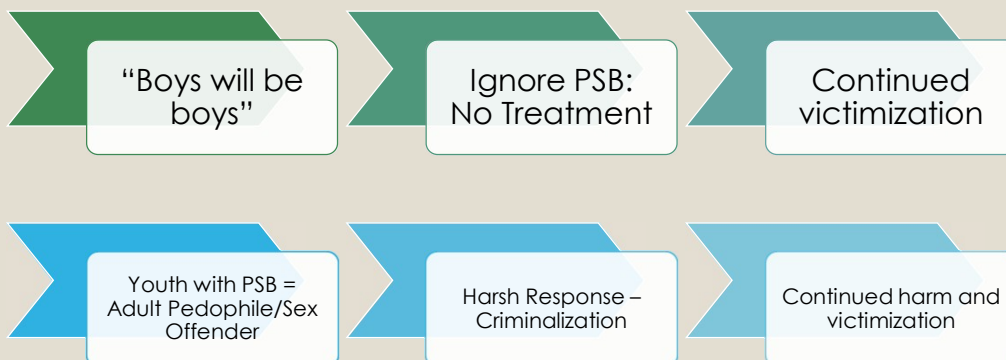 “Boys will be
boys”
Ignore PSB:
No Treatment
Continued
victimization
Youth with PSB =
Adult Pedophile/Sex
Offender
Harsh Response –
Criminalization
Continued harm and
victimization